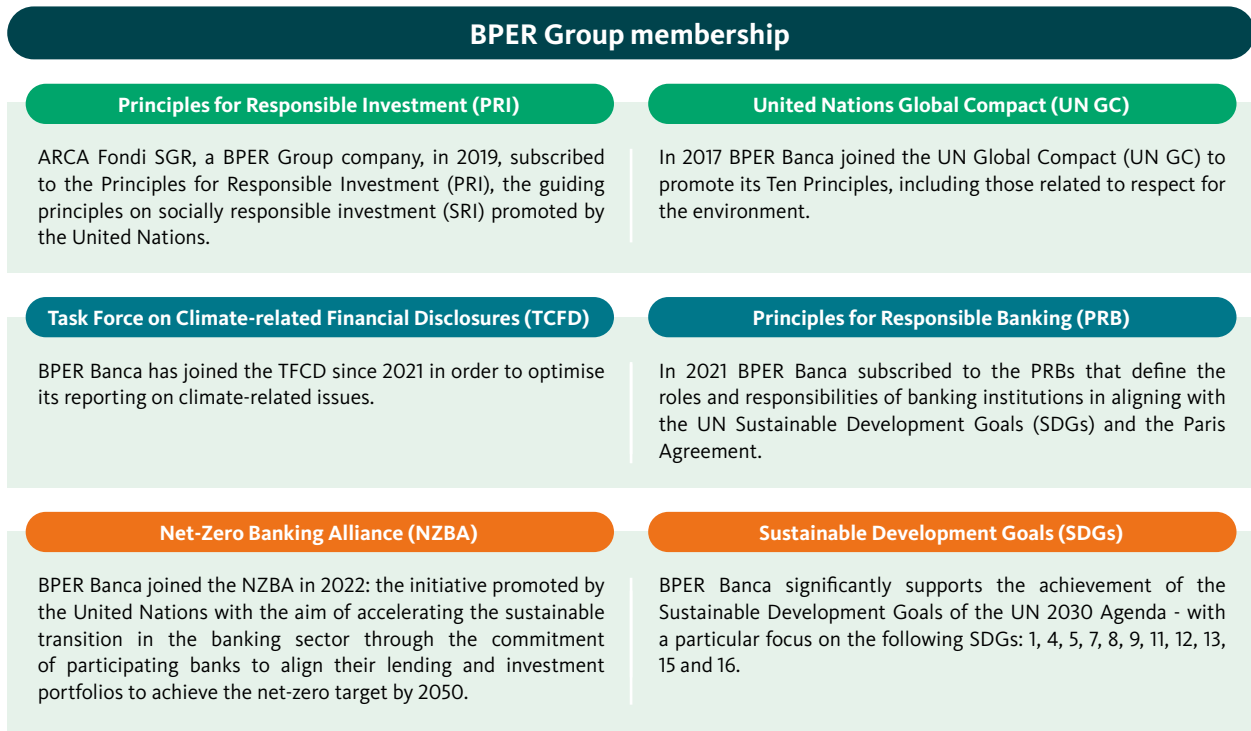 BPER Group membership
Principles for Responsible Investment (PRI)
ARCA Fondi SGR, a BPER Group company, in 2019, subscribed
to the Principles for Responsible Investment (PRI), the guiding
principles on socially responsible investment (SRI) promoted by
the United Nations.
United Nations Global Compact (UN GC)
In 2017 BPER Banca joined the UN Global Compact (UN GC) to
promote its Ten Principles, including those related to respect for
the environment.
Task Force on Climate-related Financial Disclosures (TCFD)
BPER Banca has joined the TFCD since 2021 in order to optimise
its reporting on climate-related issues.
Principles for Responsible Banking (PRB)
In 2021 BPER Banca subscribed to the PRBs that define the
roles and responsibilities of banking institutions in aligning with
the UN Sustainable Development Goals (SDGs) and the Paris
Agreement.
Net-Zero Banking Alliance (NZBA)
BPER Banca joined the NZBA in 2022: the initiative promoted by
the United Nations with the aim of accelerating the sustainable
transition in the banking sector through the commitment
of participating banks to align their lending and investment
portfolios to achieve the net-zero target by 2050.
Sustainable Development Goals (SDGs)
BPER Banca significantly supports the achievement of the
Sustainable Development Goals of the UN 2030 Agenda - with
a particular focus on the following SDGs: 1, 4, 5, 7, 8, 9, 11, 12, 13,
15 and 16.